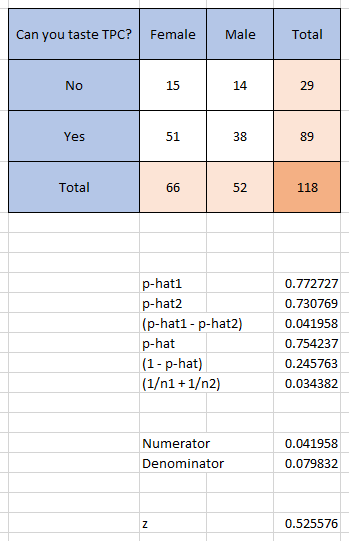 Can you taste TPC? Female Male Total
No 15 14 29
Yes 51 38 89
Total 66 52 118
p-hat1 0.772727
p-hat2 0.730769
(p-hat1 - p-hat2) 0.041958
p-hat 0.754237
(1 - p-hat) 0.245763
(1/n1 + 1/n2) 0.034382
Numerator 0.041958
Denominator 0.079832
z 0.525576